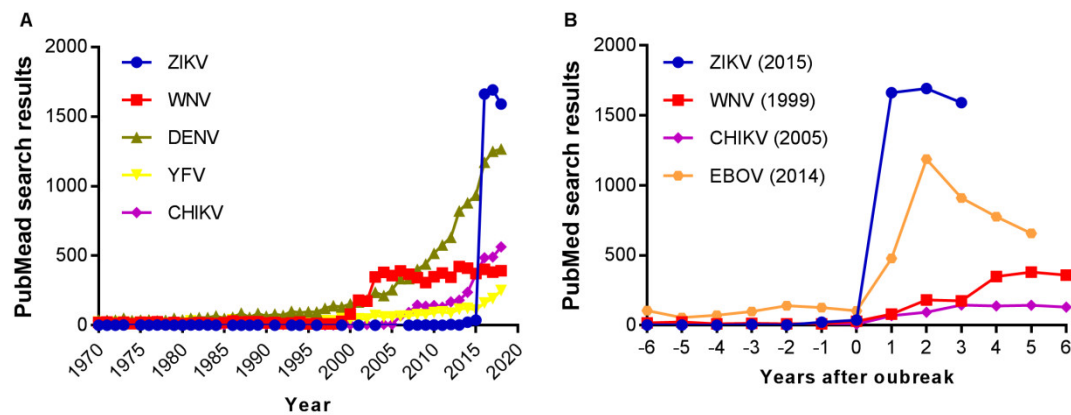 A
PubMead search results
2000
1500
1000
500
0
ZIKV
WNV
DENV
YFV
CHIKV
1970
1975
1980
1985
1990
1995
2000
2005
2010
2015
2020
Year
B
PubMed search results
2000
1500
1000
500
0
ZIKV (2015)
WNV (1999)
CHIKV (2005)
EBOV (2014)
-6 -5 -4 -3 -2 -1 0 1 2 3 4 5 6
Years after oubreak